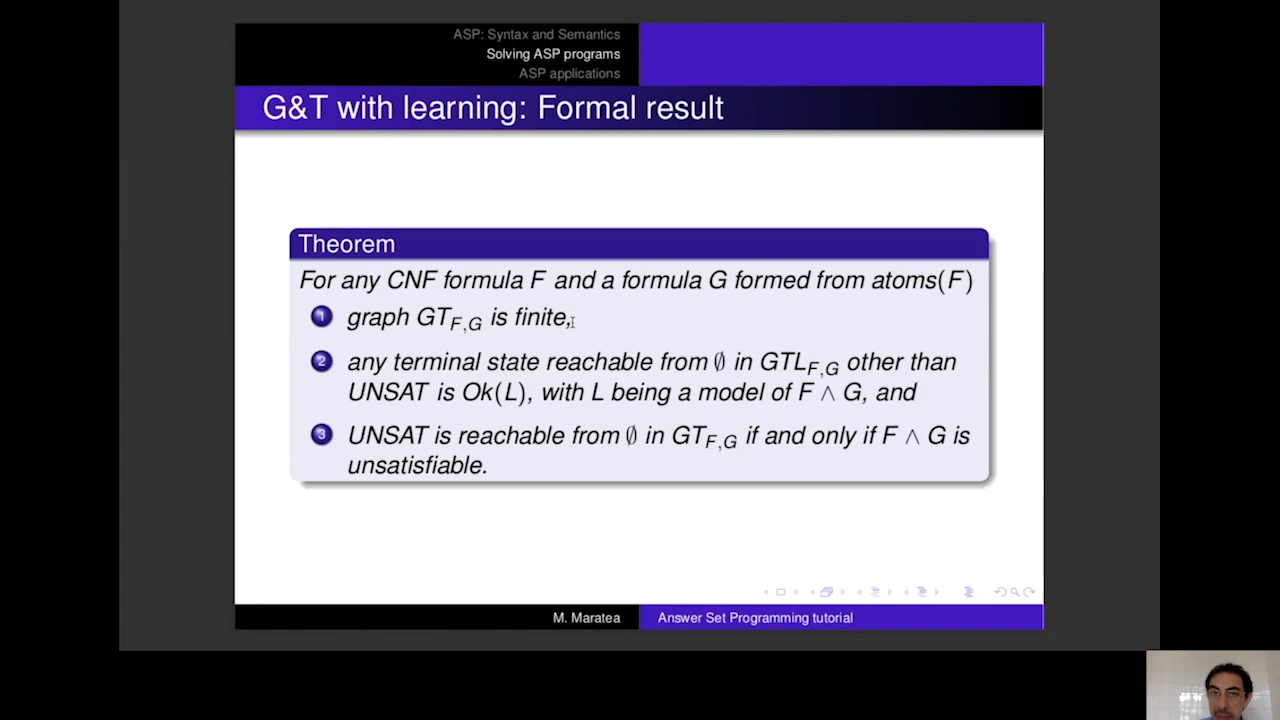 ASP: Syntax and Semantics
Solving ASP programs
ASP applications
G&T with learning: Formal result
Theorem
For any CNF formula F and a formula G formed from atoms(F)
1 graph GT_{F,G} is finite,
2 any terminal state reachable from ∅ in GTL_{F,G} other than
UNSAT is Ok(L), with L being a model of F ∧ G, and
3 UNSAT is reachable from ∅ in GT_{F,G} if and only if F ∧ G is
unsatisfiable.
M. Maratea
Answer Set Programming tutorial